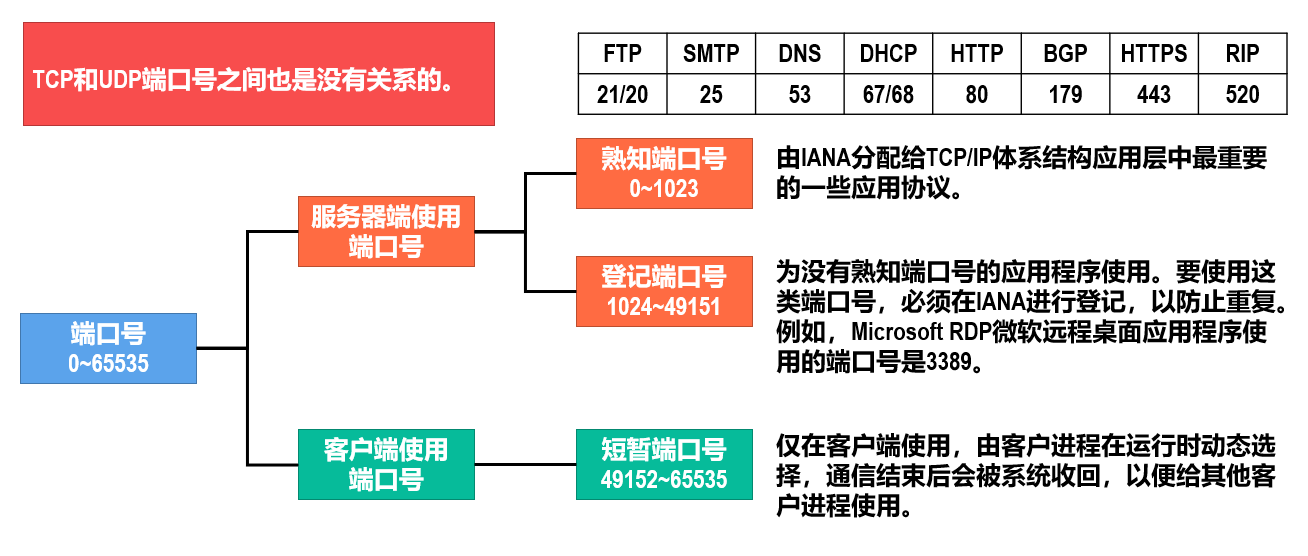 TCP和UDP端口号之间也是没有关系的。
FTP SMTP DNS DHCP HTTP BGP HTTPS RIP
21/20 25 53 67/68 80 179 443 520
熟知端口号
0~1023
由IANA分配给TCP/IP体系结构应用层中最重要
的一些应用协议。
服务器端使用
端口号
登记端口号
1024~49151
为没有熟知端口号的应用程序使用。要使用这
类端口号，必须在IANA进行登记，以防止重复。
例如，Microsoft RDP微软远程桌面应用程序使
用的端口号是3389。
端口号
0~65535
客户端使用
端口号
短暂端口号
49152~65535
仅在客户端使用，由客户进程在运行时动态选
择，通信结束后会被系统收回，以便给其他客
户进程使用。